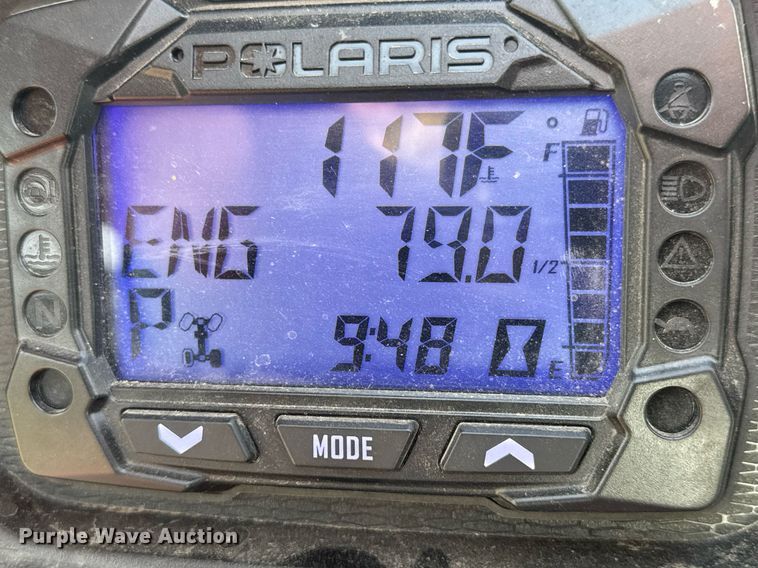 POLARIS
117F °
F
ENG 79.0
1/2
P 9:48
E
MODE
N
Purple Wave Auction®